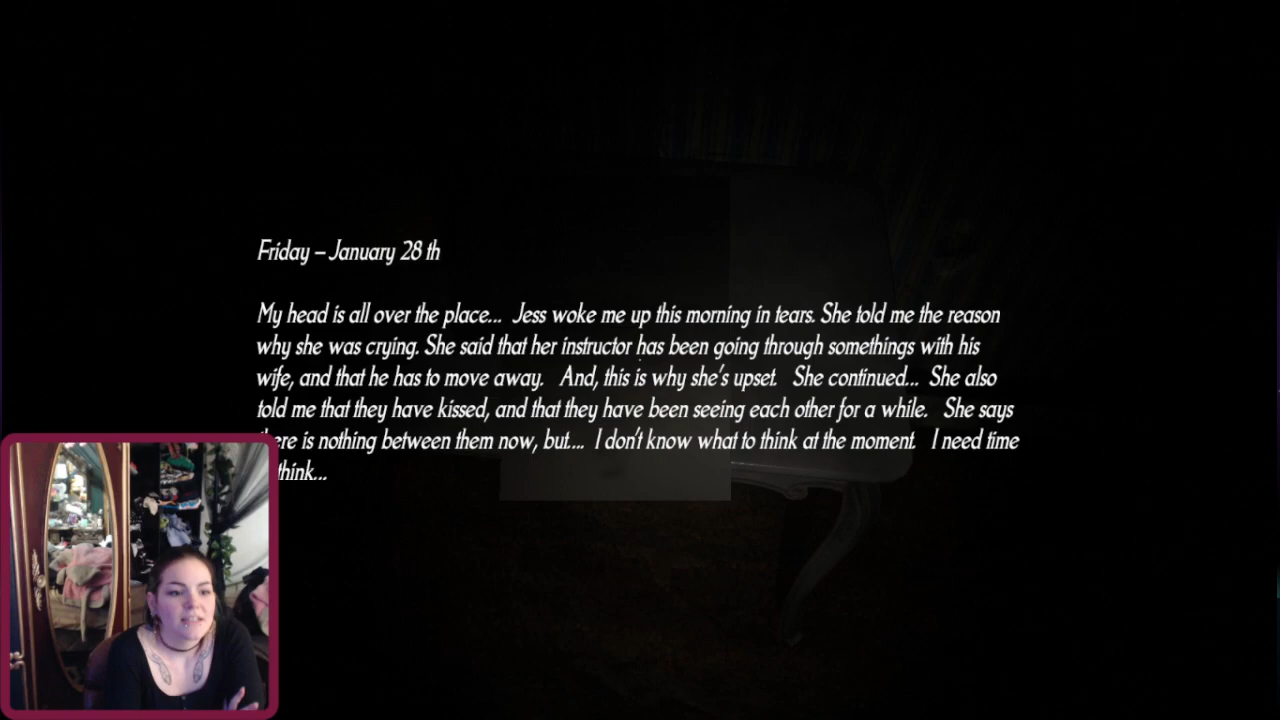 Friday – January 28 th
My head is all over the place... Jess woke me up this morning in tears. She told me the reason
why she was crying. She said that her instructor has been going through somethings with his
wife, and that he has to move away. And, this is why she's upset. She continued... She also
told me that they have kissed, and that they have been seeing each other for a while. She says
is nothing between them now, but.... I don't know what to think at the moment. I need time
think...